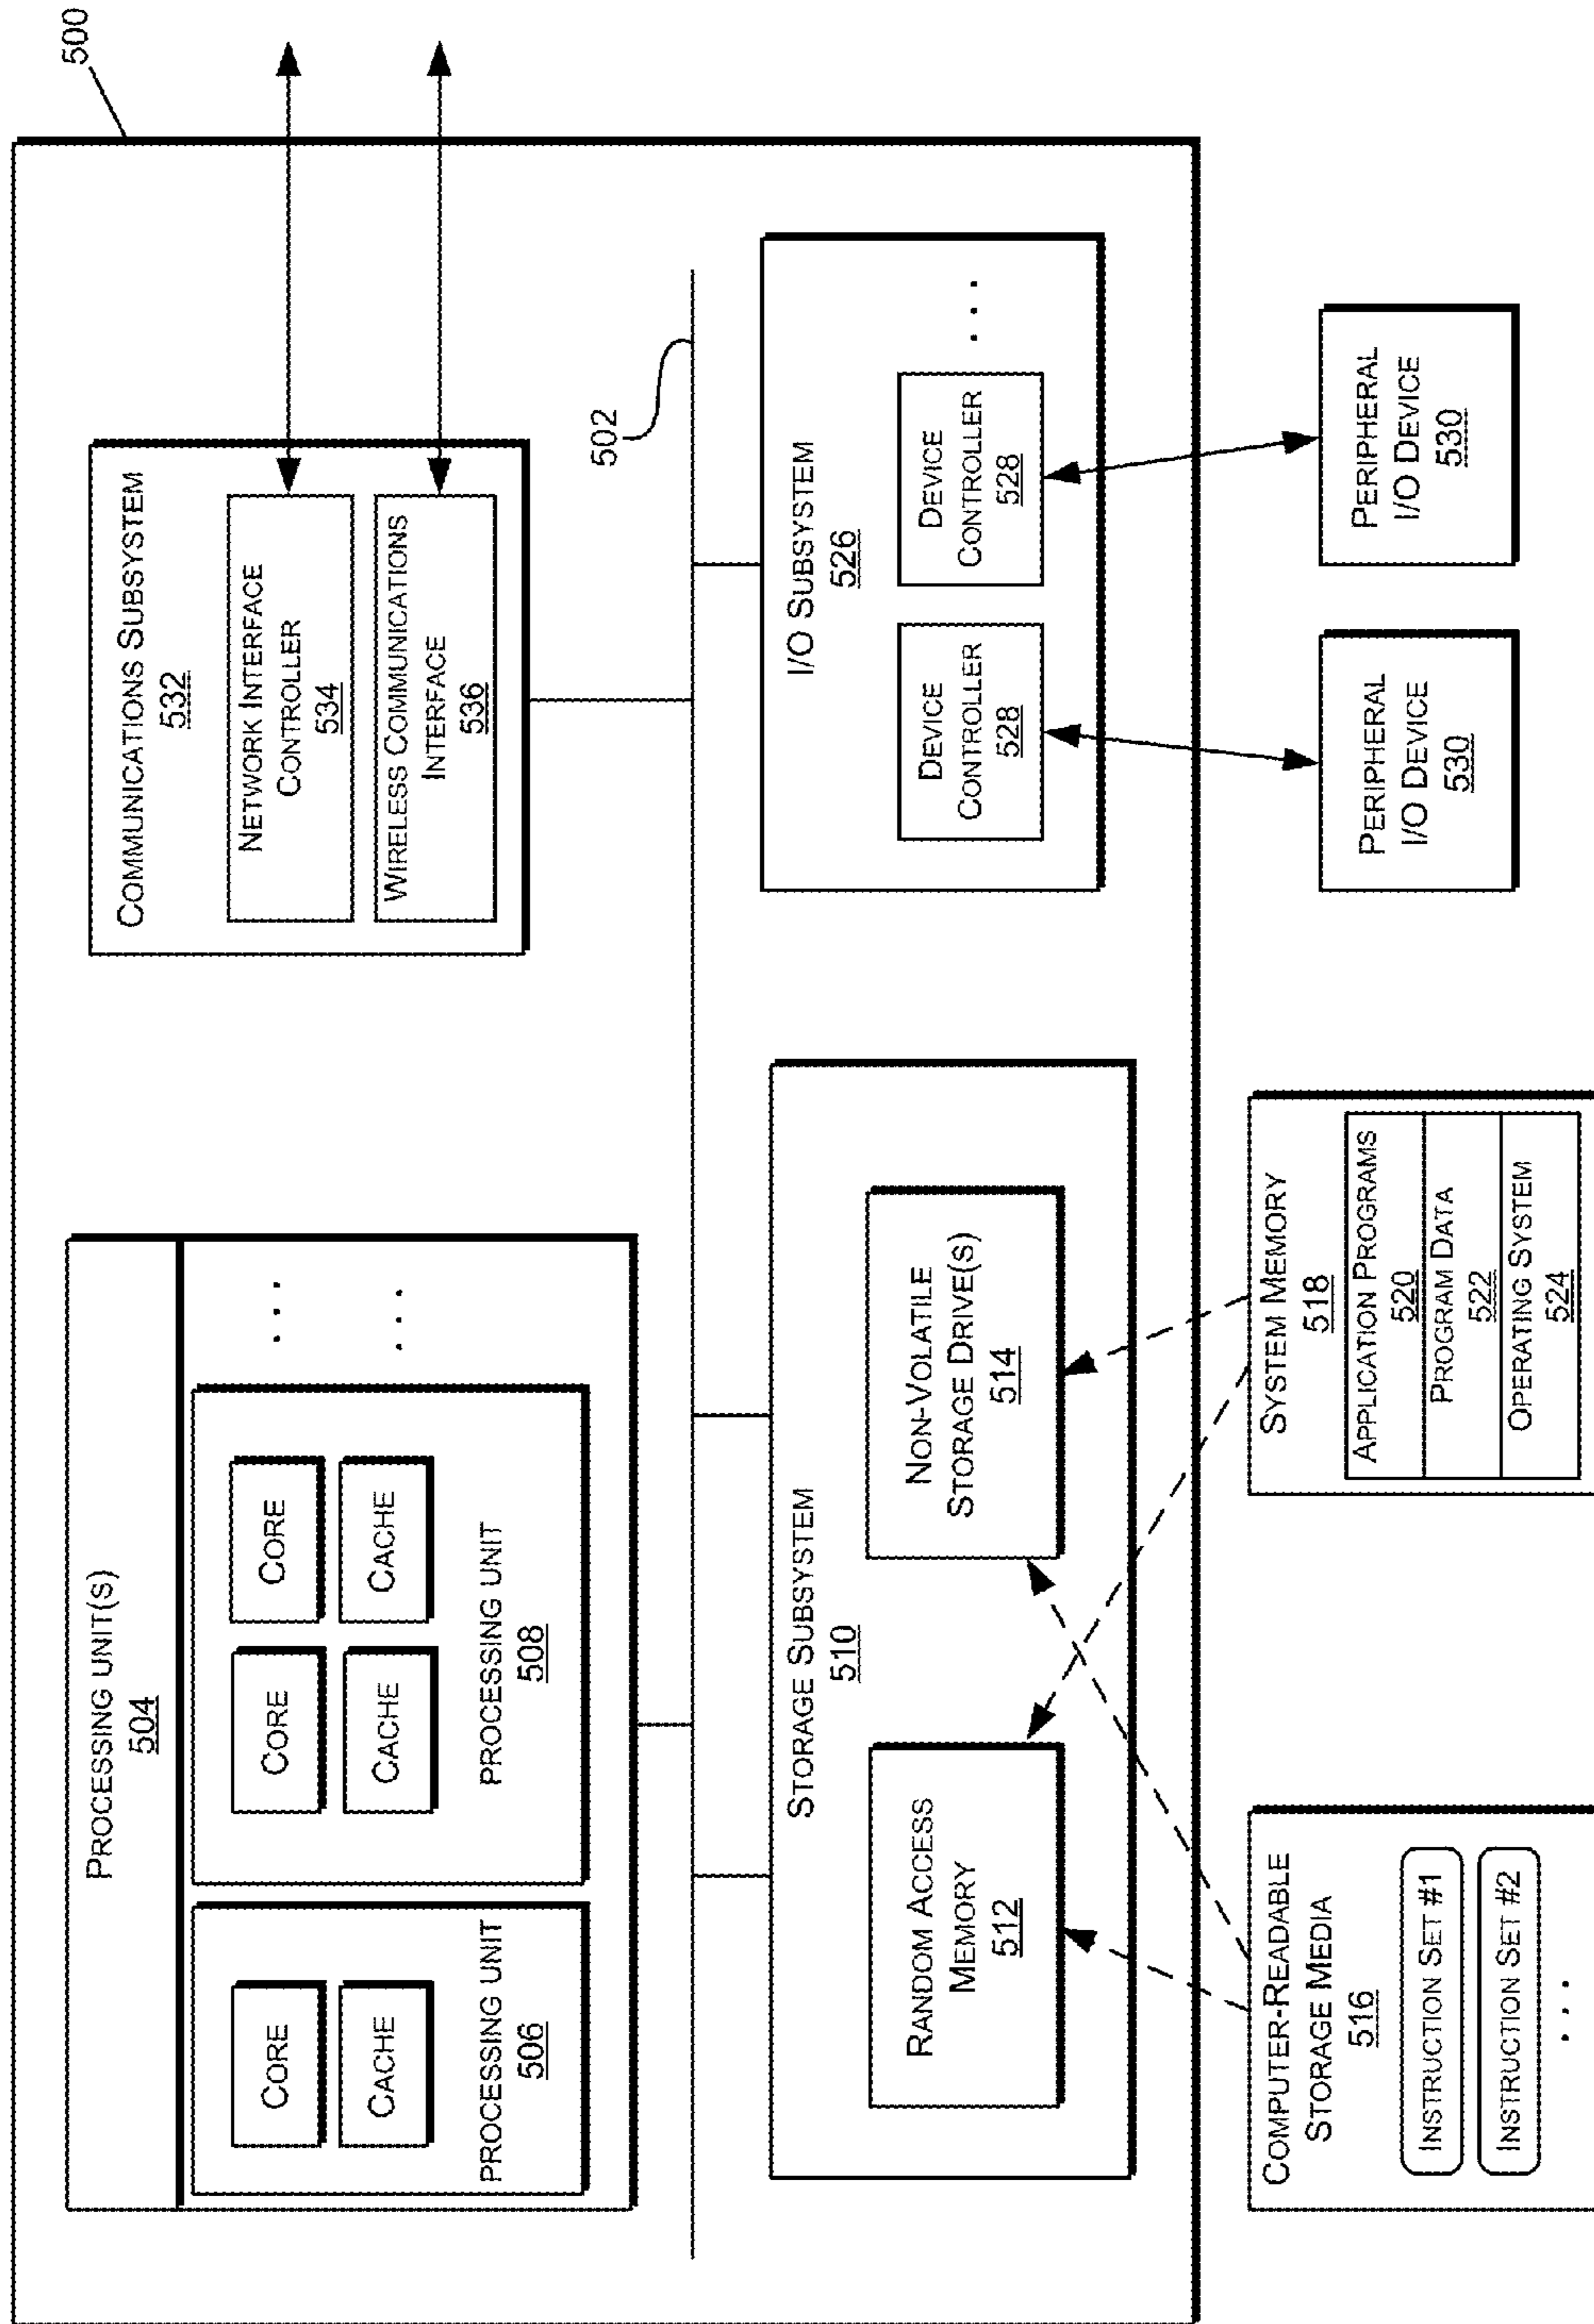 500
PROCESSING UNIT(S)
504
CORE
CACHE
PROCESSING UNIT
506
CORE
CORE
CACHE
CACHE
PROCESSING UNIT
508
. . .
. . .
COMMUNICATIONS SUBSYSTEM
532
NETWORK INTERFACE
CONTROLLER
534
WIRELESS COMMUNICATIONS
INTERFACE
536
502
STORAGE SUBSYSTEM
510
RANDOM ACCESS
MEMORY
512
NON-VOLATILE
STORAGE DRIVE(S)
514
I/O SUBSYSTEM
526
DEVICE
CONTROLLER
528
DEVICE
CONTROLLER
528
. . .
COMPUTER-READABLE
STORAGE MEDIA
516
INSTRUCTION SET #1
INSTRUCTION SET #2
. . .
SYSTEM MEMORY
518
APPLICATION PROGRAMS
520
PROGRAM DATA
522
OPERATING SYSTEM
524
PERIPHERAL
I/O DEVICE
530
PERIPHERAL
I/O DEVICE
530